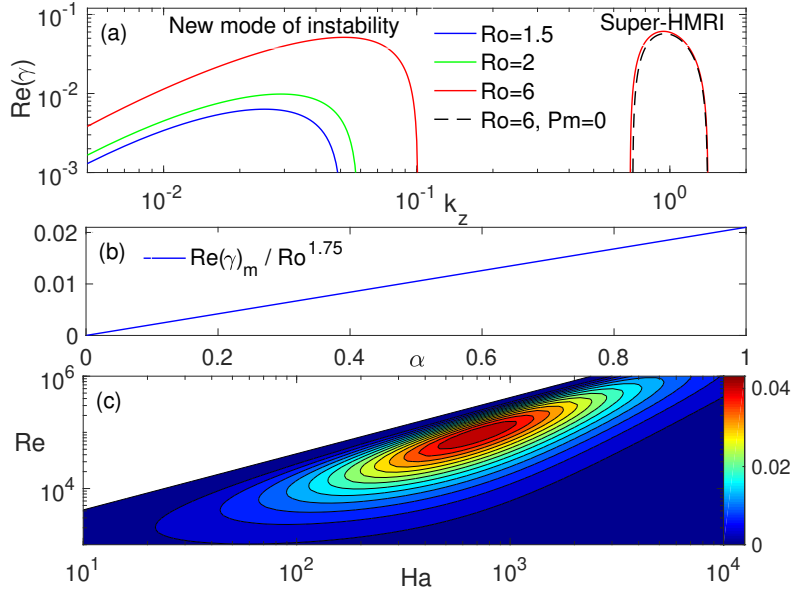 (a)
New mode of instability
Super-HMRI
Ro=1.5
Ro=2
Ro=6
Ro=6, Pm=0
Re(γ)
10^-1
10^-2
10^-3
10^-2
10^-1
10^0
k_z
(b)
Re(γ)_m / Ro^1.75
0.02
0.01
0
0
0.2
0.4
0.6
0.8
1
α
(c)
Re
10^6
10^4
10^1
10^2
10^3
10^4
Ha
0.04
0.02
0